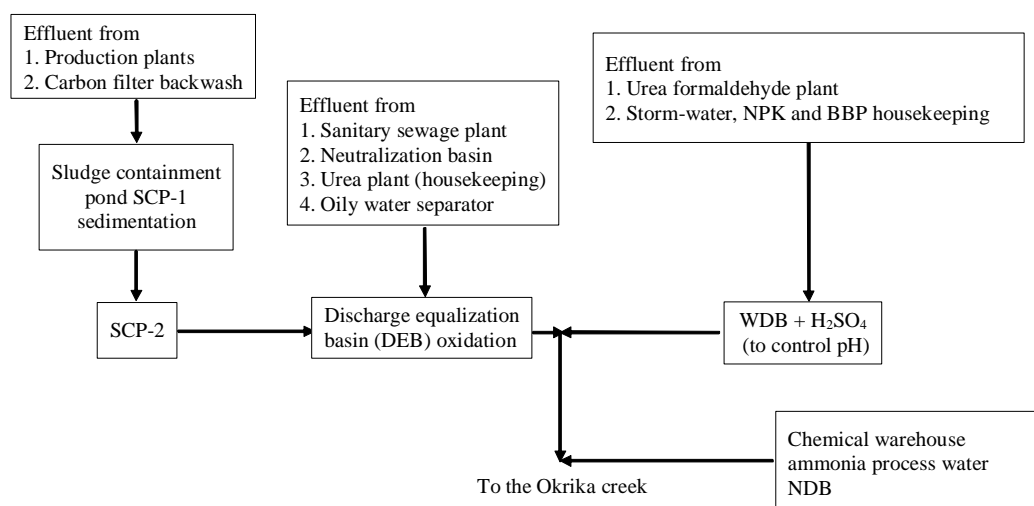 Effluent from
1. Production plants
2. Carbon filter backwash
Effluent from
1. Sanitary sewage plant
2. Neutralization basin
3. Urea plant (housekeeping)
4. Oily water separator
Effluent from
1. Urea formaldehyde plant
2. Storm-water, NPK and BBP housekeeping
Sludge containment
pond SCP-1
sedimentation
SCP-2
Discharge equalization
basin (DEB) oxidation
WDB + H₂SO₄
(to control pH)
Chemical warehouse
ammonia process water
NDB
To the Okrika creek